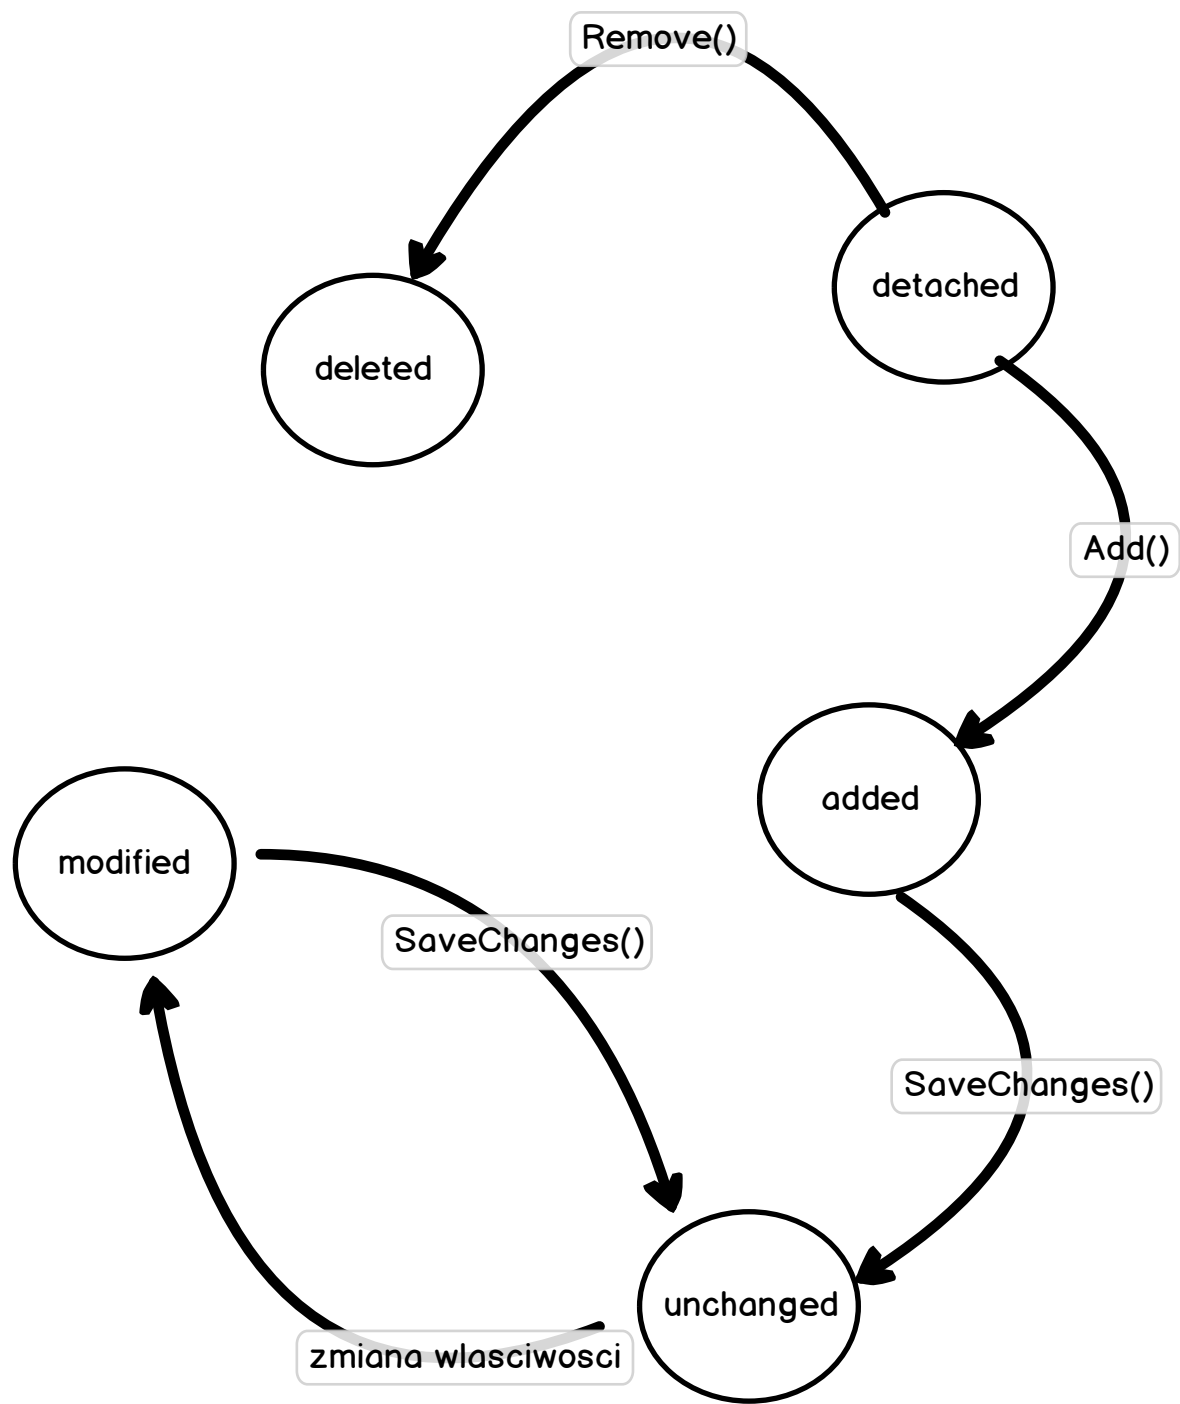 Remove()
detached
deleted
Add()
added
modified
SaveChanges()
SaveChanges()
unchanged
zmiana wlasciwosci